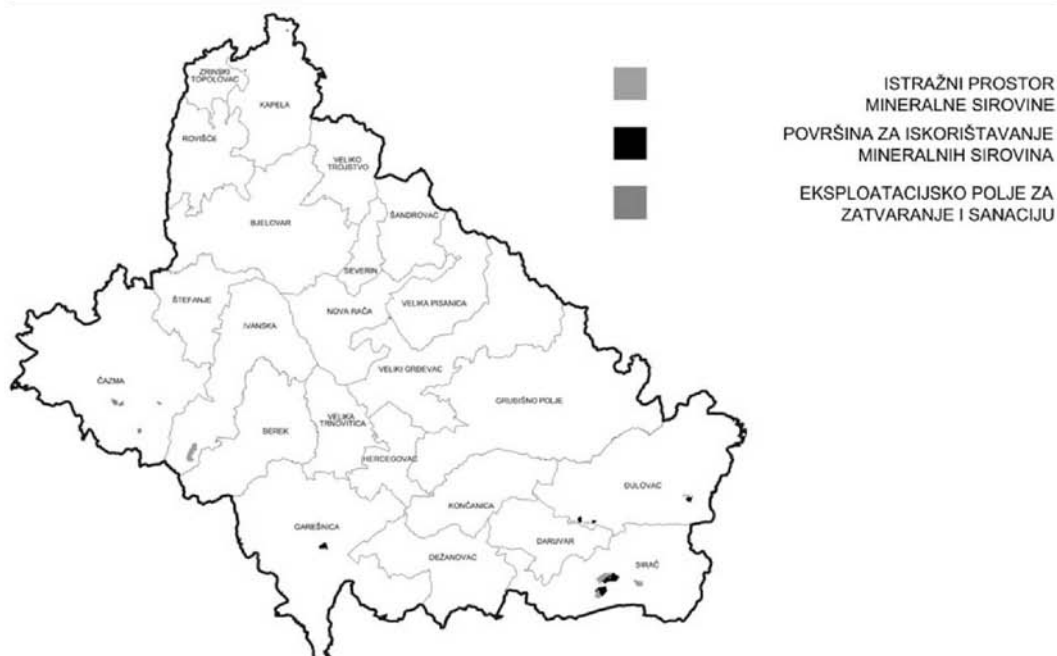 ZRINSKI
TOPOLOVAC
KAPELA
ROVIŠĆE
VELIKO
TROJSTVO
ŠANDROVAC
BJELOVAR
SEVERIN
ŠTEFANJE
NOVA RAČA
VELIKA PISANICA
IVANSKA
VELIKI GRĐEVAC
ČAZMA
GRUBIŠNO POLJE
BEREK
VELIKA
TRNOVITICA
HERCEGOVAC
ĐULOVAC
KONČANICA
GAREŠNICA
DARUVAR
DEŽANOVAC
SIRAČ
ISTRAŽNI PROSTOR
MINERALNE SIROVINE
POVRŠINA ZA ISKORIŠTAVANJE
MINERALNIH SIROVINA
EKSPLOATACIJSKO POLJE ZA
ZATVARANJE I SANACIJU